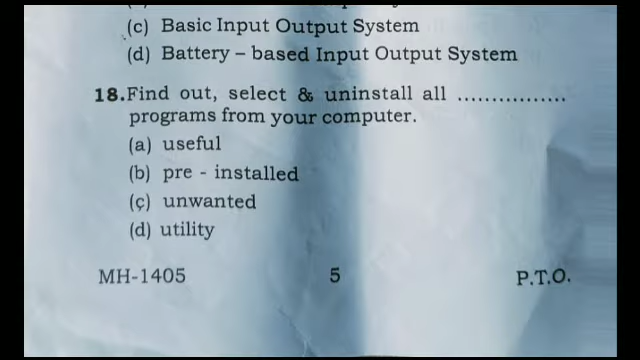 (c) Basic Input Output System
(d) Battery – based Input Output System
18.Find out, select & uninstall all ................
programs from your computer.
(a) useful
(b) pre - installed
(c) unwanted
(d) utility
MH-1405 5 P.T.O.